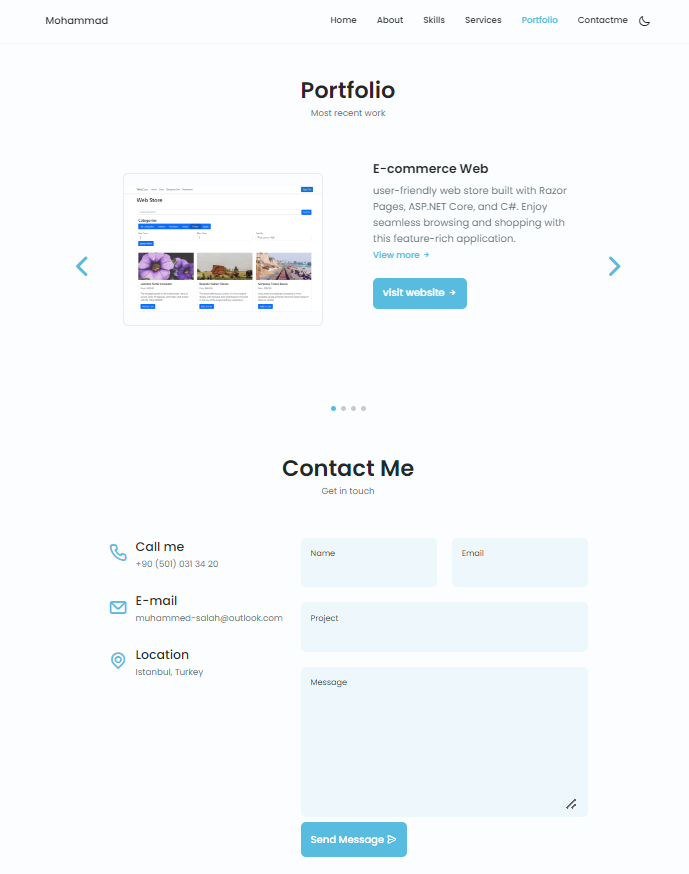 Mohammad
Home About Skills Services Portfolio Contactme
Portfolio
Most recent work
E-commerce Web
user-friendly web store built with Razor
Pages, ASP.NET Core, and C#. Enjoy
seamless browsing and shopping with
this feature-rich application.
View more
visit website
Web Store
Categories
Contact Me
Get in touch
Call me
+90 (501) 031 34 20
E-mail
muhammed-salah@outlook.com
Location
Istanbul, Turkey
Name
Email
Project
Message
Send Message